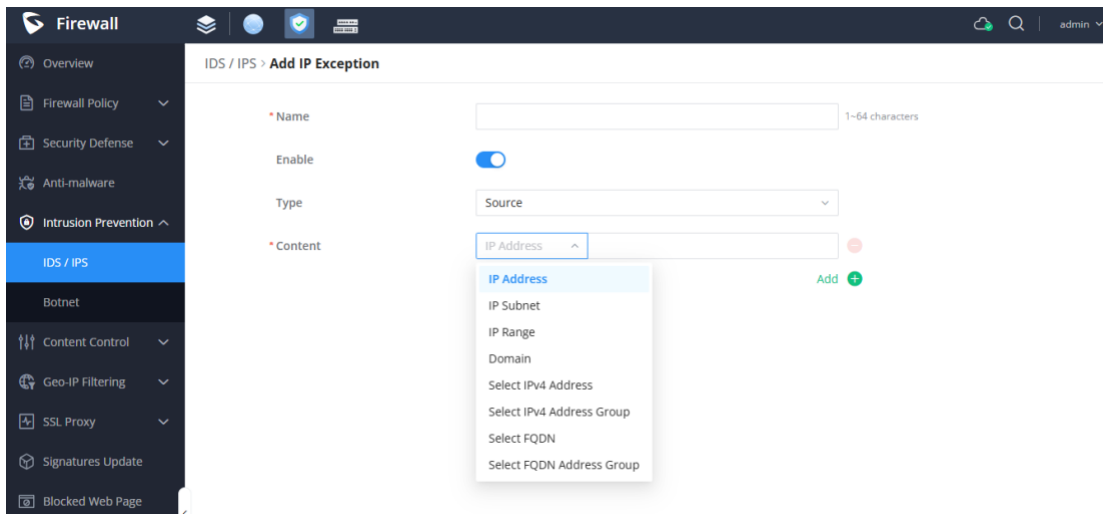 Firewall
admin
Overview
Firewall Policy
Security Defense
Anti-malware
Intrusion Prevention
IDS / IPS
Botnet
Content Control
Geo-IP Filtering
SSL Proxy
Signatures Update
Blocked Web Page
IDS / IPS > Add IP Exception
* Name
1~64 characters
Enable
Type
Source
* Content
IP Address
IP Address
IP Subnet
IP Range
Domain
Select IPv4 Address
Select IPv4 Address Group
Select FQDN
Select FQDN Address Group
Add